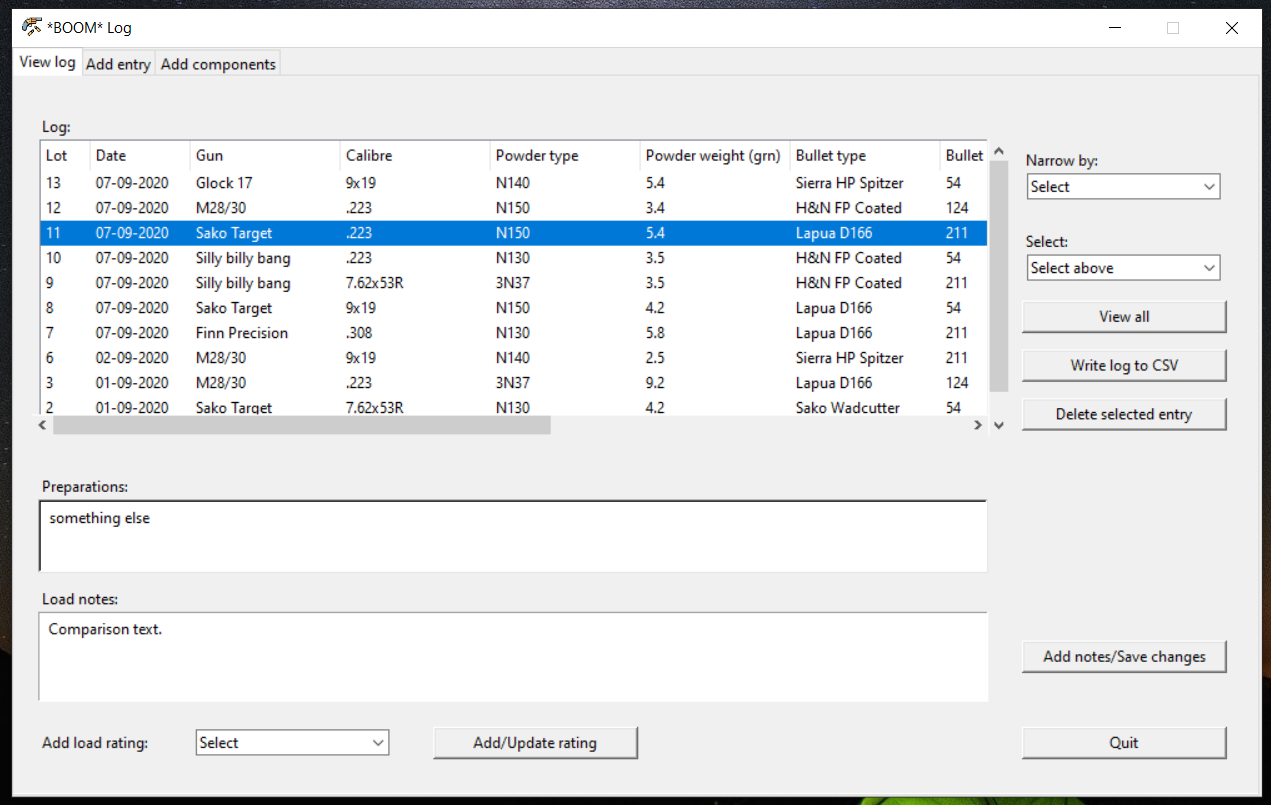 *BOOM* Log
View log Add entry Add components
Log:
Lot Date Gun Calibre Powder type Powder weight (grn) Bullet type Bullet
13 07-09-2020 Glock 17 9x19 N140 5.4 Sierra HP Spitzer 54
12 07-09-2020 M28/30 .223 N150 3.4 H&N FP Coated 124
11 07-09-2020 Sako Target .223 N150 5.4 Lapua D166 211
10 07-09-2020 Silly billy bang .223 N130 3.5 H&N FP Coated 54
9 07-09-2020 Silly billy bang 7.62x53R 3N37 3.5 H&N FP Coated 211
8 07-09-2020 Sako Target 9x19 N150 4.2 Lapua D166 54
7 07-09-2020 Finn Precision .308 N130 5.8 Lapua D166 211
6 02-09-2020 M28/30 9x19 N140 2.5 Sierra HP Spitzer 211
3 01-09-2020 M28/30 .223 3N37 9.2 Lapua D166 124
2 01-09-2020 Sako Target 7.62x53R N130 4.2 Sako Wadcutter 54
Narrow by:
Select
Select:
Select above
View all
Write log to CSV
Delete selected entry
Preparations:
something else
Load notes:
Comparison text.
Add notes/Save changes
Add load rating: Select Add/Update rating Quit